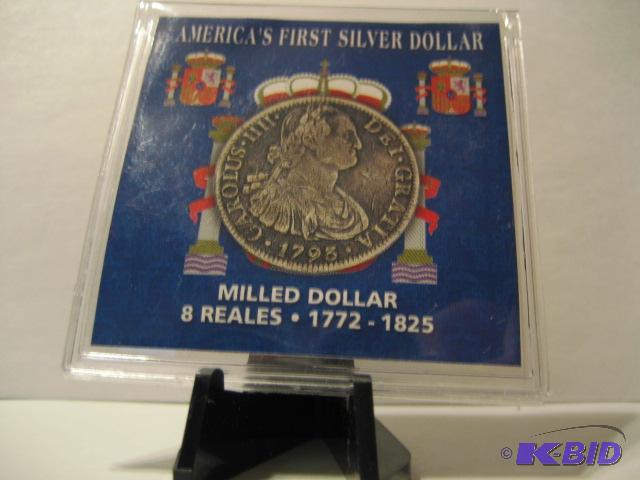 AMERICA'S FIRST SILVER DOLLAR
·CAROLUS·IIII· DEI·GRATIA·
·1793·
MILLED DOLLAR
8 REALES • 1772 - 1825
© K-BID